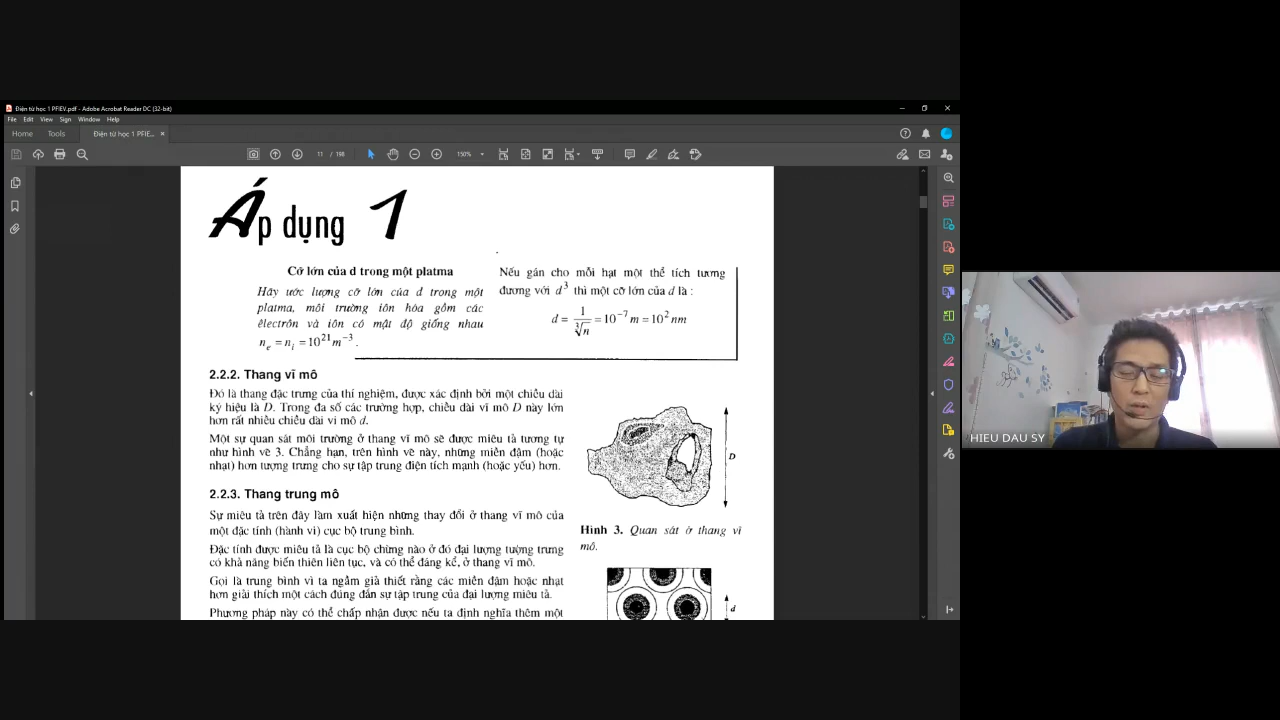 Điện từ học 1 PFIEV.pdf - Adobe Acrobat Reader DC (32-bit)
File Edit View Sign Window Help
Home Tools Điện từ học 1 PFIE... ×
11 / 198 150%
Áp dụng 1
Cỡ lớn của d trong một platma
Hãy ước lượng cỡ lớn của d trong một
platma, môi trường iôn hóa gồm các
êlectrôn và iôn có mật độ giống nhau
nₑ = nᵢ = 10²¹ m⁻³.
Nếu gán cho mỗi hạt một thể tích tương
đương với d³ thì một cỡ lớn của d là :
d = 1/∛n = 10⁻⁷ m = 10² nm
2.2.2. Thang vĩ mô
Đó là thang đặc trưng của thí nghiệm, được xác định bởi một chiều dài
ký hiệu là D. Trong đa số các trường hợp, chiều dài vĩ mô D này lớn
hơn rất nhiều chiều dài vi mô d.
Một sự quan sát môi trường ở thang vĩ mô sẽ được miêu tả tương tự
như hình vẽ 3. Chẳng hạn, trên hình vẽ này, những miền đậm (hoặc
nhạt) hơn tượng trưng cho sự tập trung điện tích mạnh (hoặc yếu) hơn.
D
2.2.3. Thang trung mô
Sự miêu tả trên đây làm xuất hiện những thay đổi ở thang vĩ mô của
một đặc tính (hành vi) cục bộ trung bình.
Hình 3. Quan sát ở thang vĩ
mô.
Đặc tính được miêu tả là cục bộ chừng nào ở đó đại lượng tượng trưng
có khả năng biến thiên liên tục, và có thể đáng kể, ở thang vĩ mô.
Gọi là trung bình vì ta ngầm giả thiết rằng các miền đậm hoặc nhạt
hơn giải thích một cách đúng đắn sự tập trung của đại lượng miêu tả.
Phương pháp này có thể chấp nhận được nếu ta định nghĩa thêm một
d
HIEU DAU SY